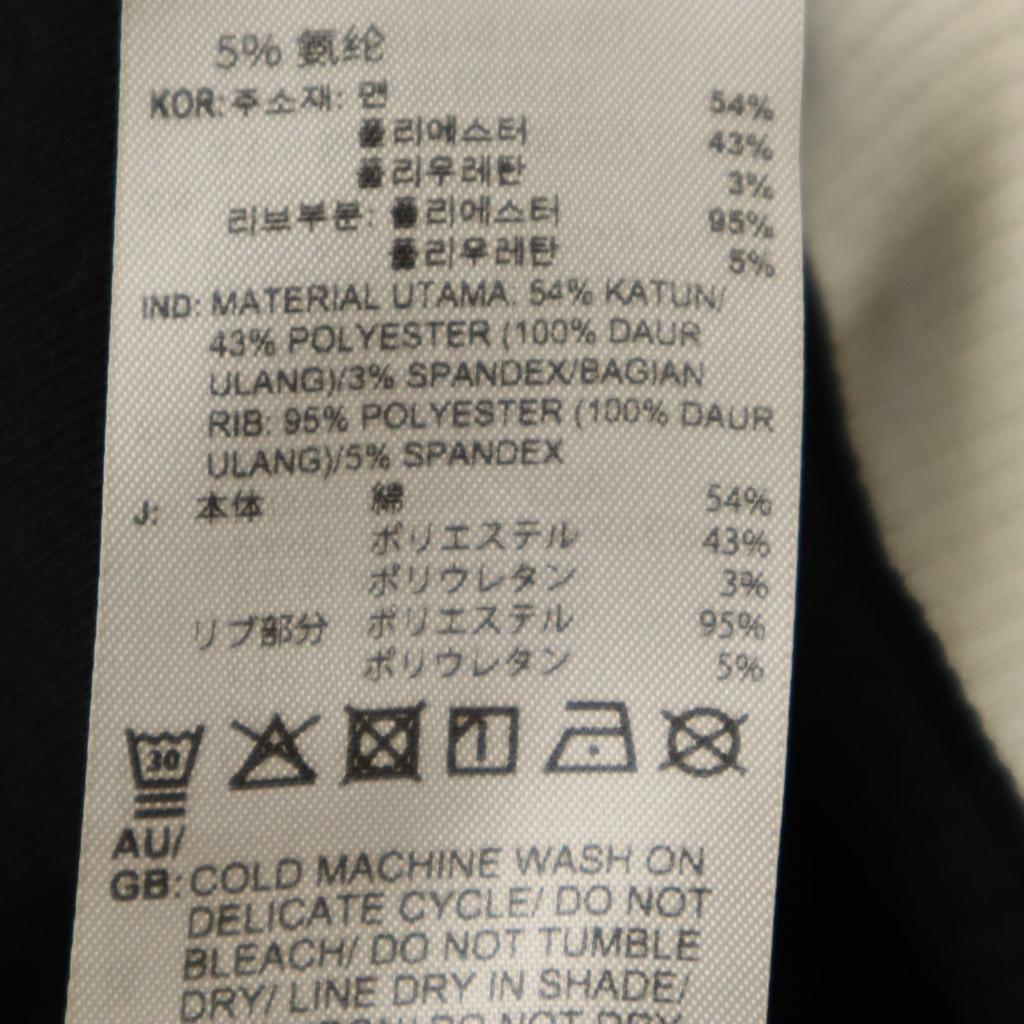 5% 氨纶
KOR: 주소재: 면 54%
폴리에스터 43%
폴리우레탄 3%
리브부분: 폴리에스터 95%
폴리우레탄 5%
IND: MATERIAL UTAMA. 54% KATUN/
43% POLYESTER (100% DAUR
ULANG)/3% SPANDEX/BAGIAN
RIB: 95% POLYESTER (100% DAUR
ULANG)/5% SPANDEX
J: 本体 綿 54%
ポリエステル 43%
ポリウレタン 3%
リブ部分 ポリエステル 95%
ポリウレタン 5%
30
AU/
GB: COLD MACHINE WASH ON
DELICATE CYCLE/ DO NOT
BLEACH/ DO NOT TUMBLE
DRY/ LINE DRY IN SHADE/
DO NOT DRY